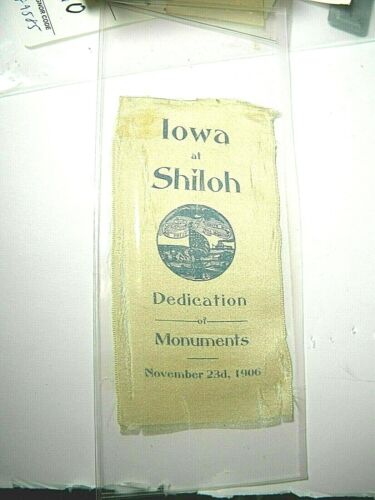 Iowa
at
Shiloh
Dedication
of
Monuments
November 23d, 1906